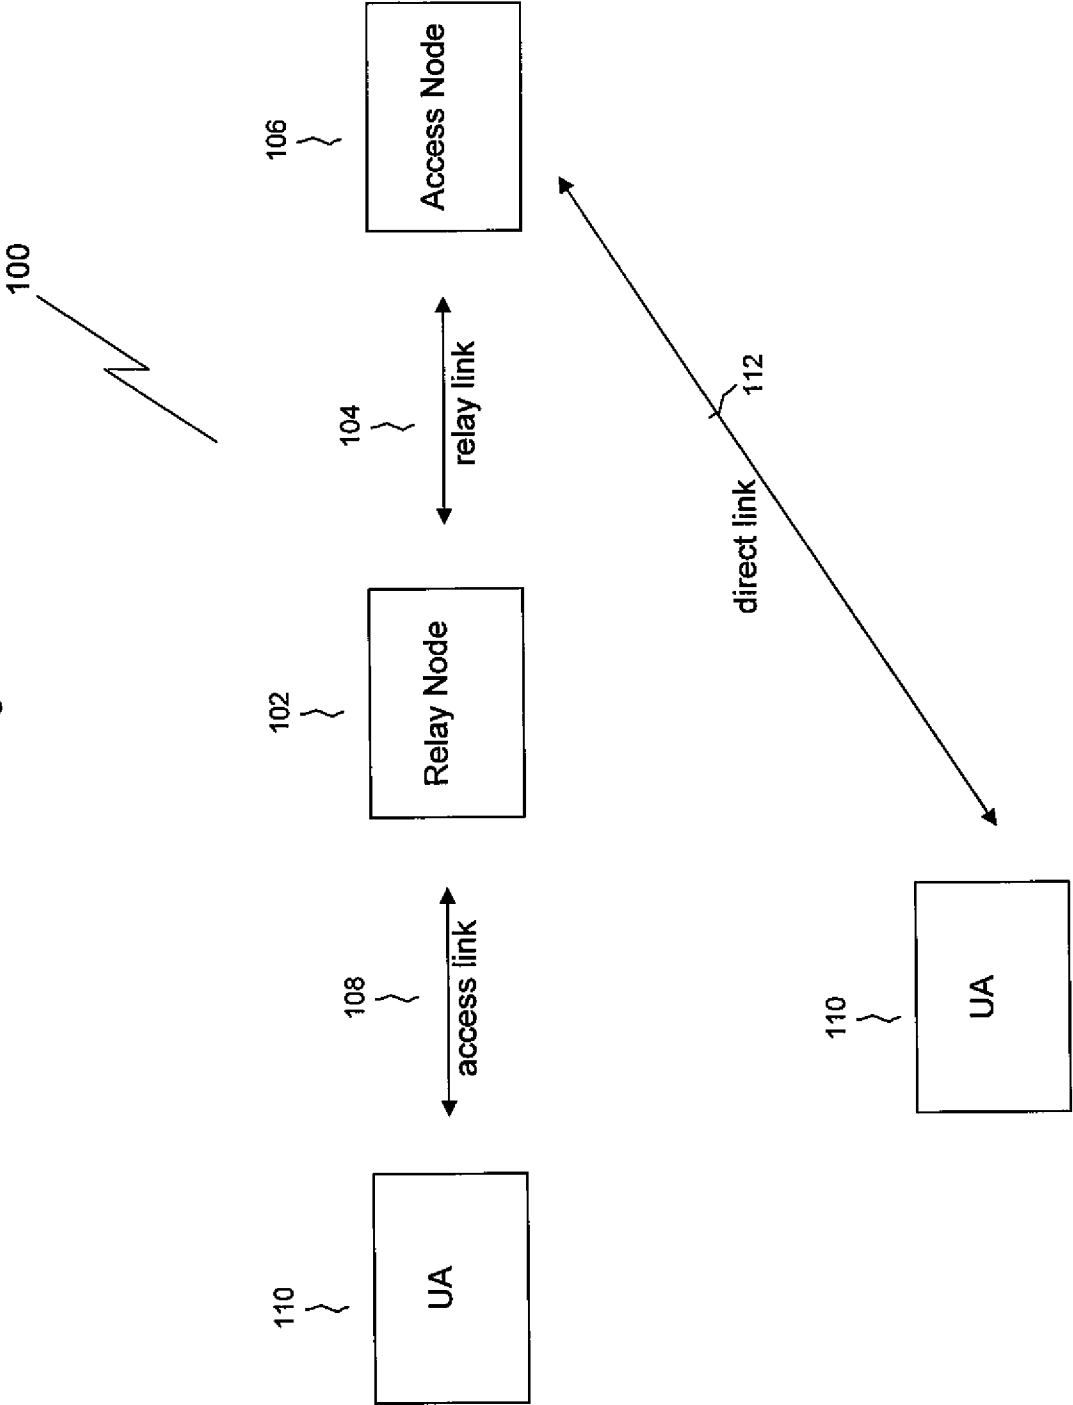 100
110
108
102
104
106
UA
access link
Relay Node
relay link
Access Node
112
direct link
110
UA